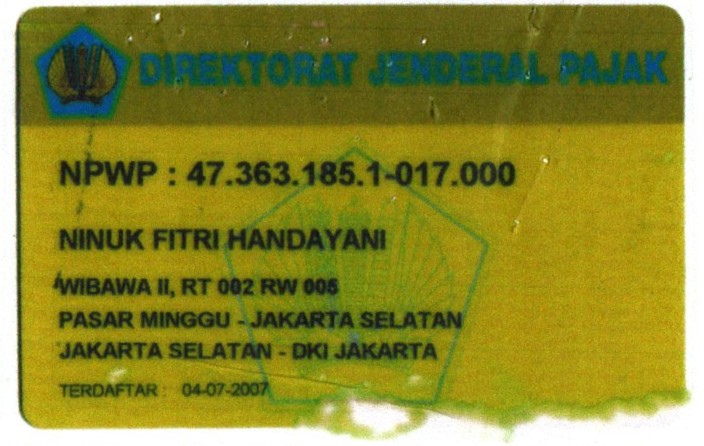 DIREKTORAT JENDERAL PAJAK
NPWP : 47.363.185.1-017.000
NINUK FITRI HANDAYANI
WIBAWA II, RT 002 RW 005
PASAR MINGGU - JAKARTA SELATAN
JAKARTA SELATAN - DKI JAKARTA
TERDAFTAR : 04-07-2007